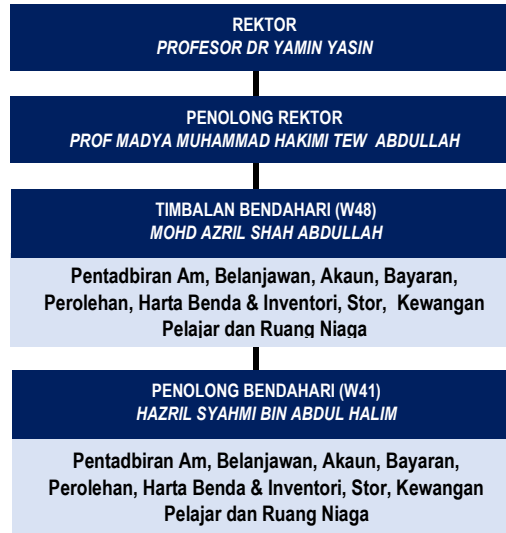 REKTOR
PROFESOR DR YAMIN YASIN
PENOLONG REKTOR
PROF MADYA MUHAMMAD HAKIMI TEW ABDULLAH
TIMBALAN BENDAHARI (W48)
MOHD AZRIL SHAH ABDULLAH
Pentadbiran Am, Belanjawan, Akaun, Bayaran,
Perolehan, Harta Benda & Inventori, Stor, Kewangan
Pelajar dan Ruang Niaga
PENOLONG BENDAHARI (W41)
HAZRIL SYAHMI BIN ABDUL HALIM
Pentadbiran Am, Belanjawan, Akaun, Bayaran,
Perolehan, Harta Benda & Inventori, Stor, Kewangan
Pelajar dan Ruang Niaga